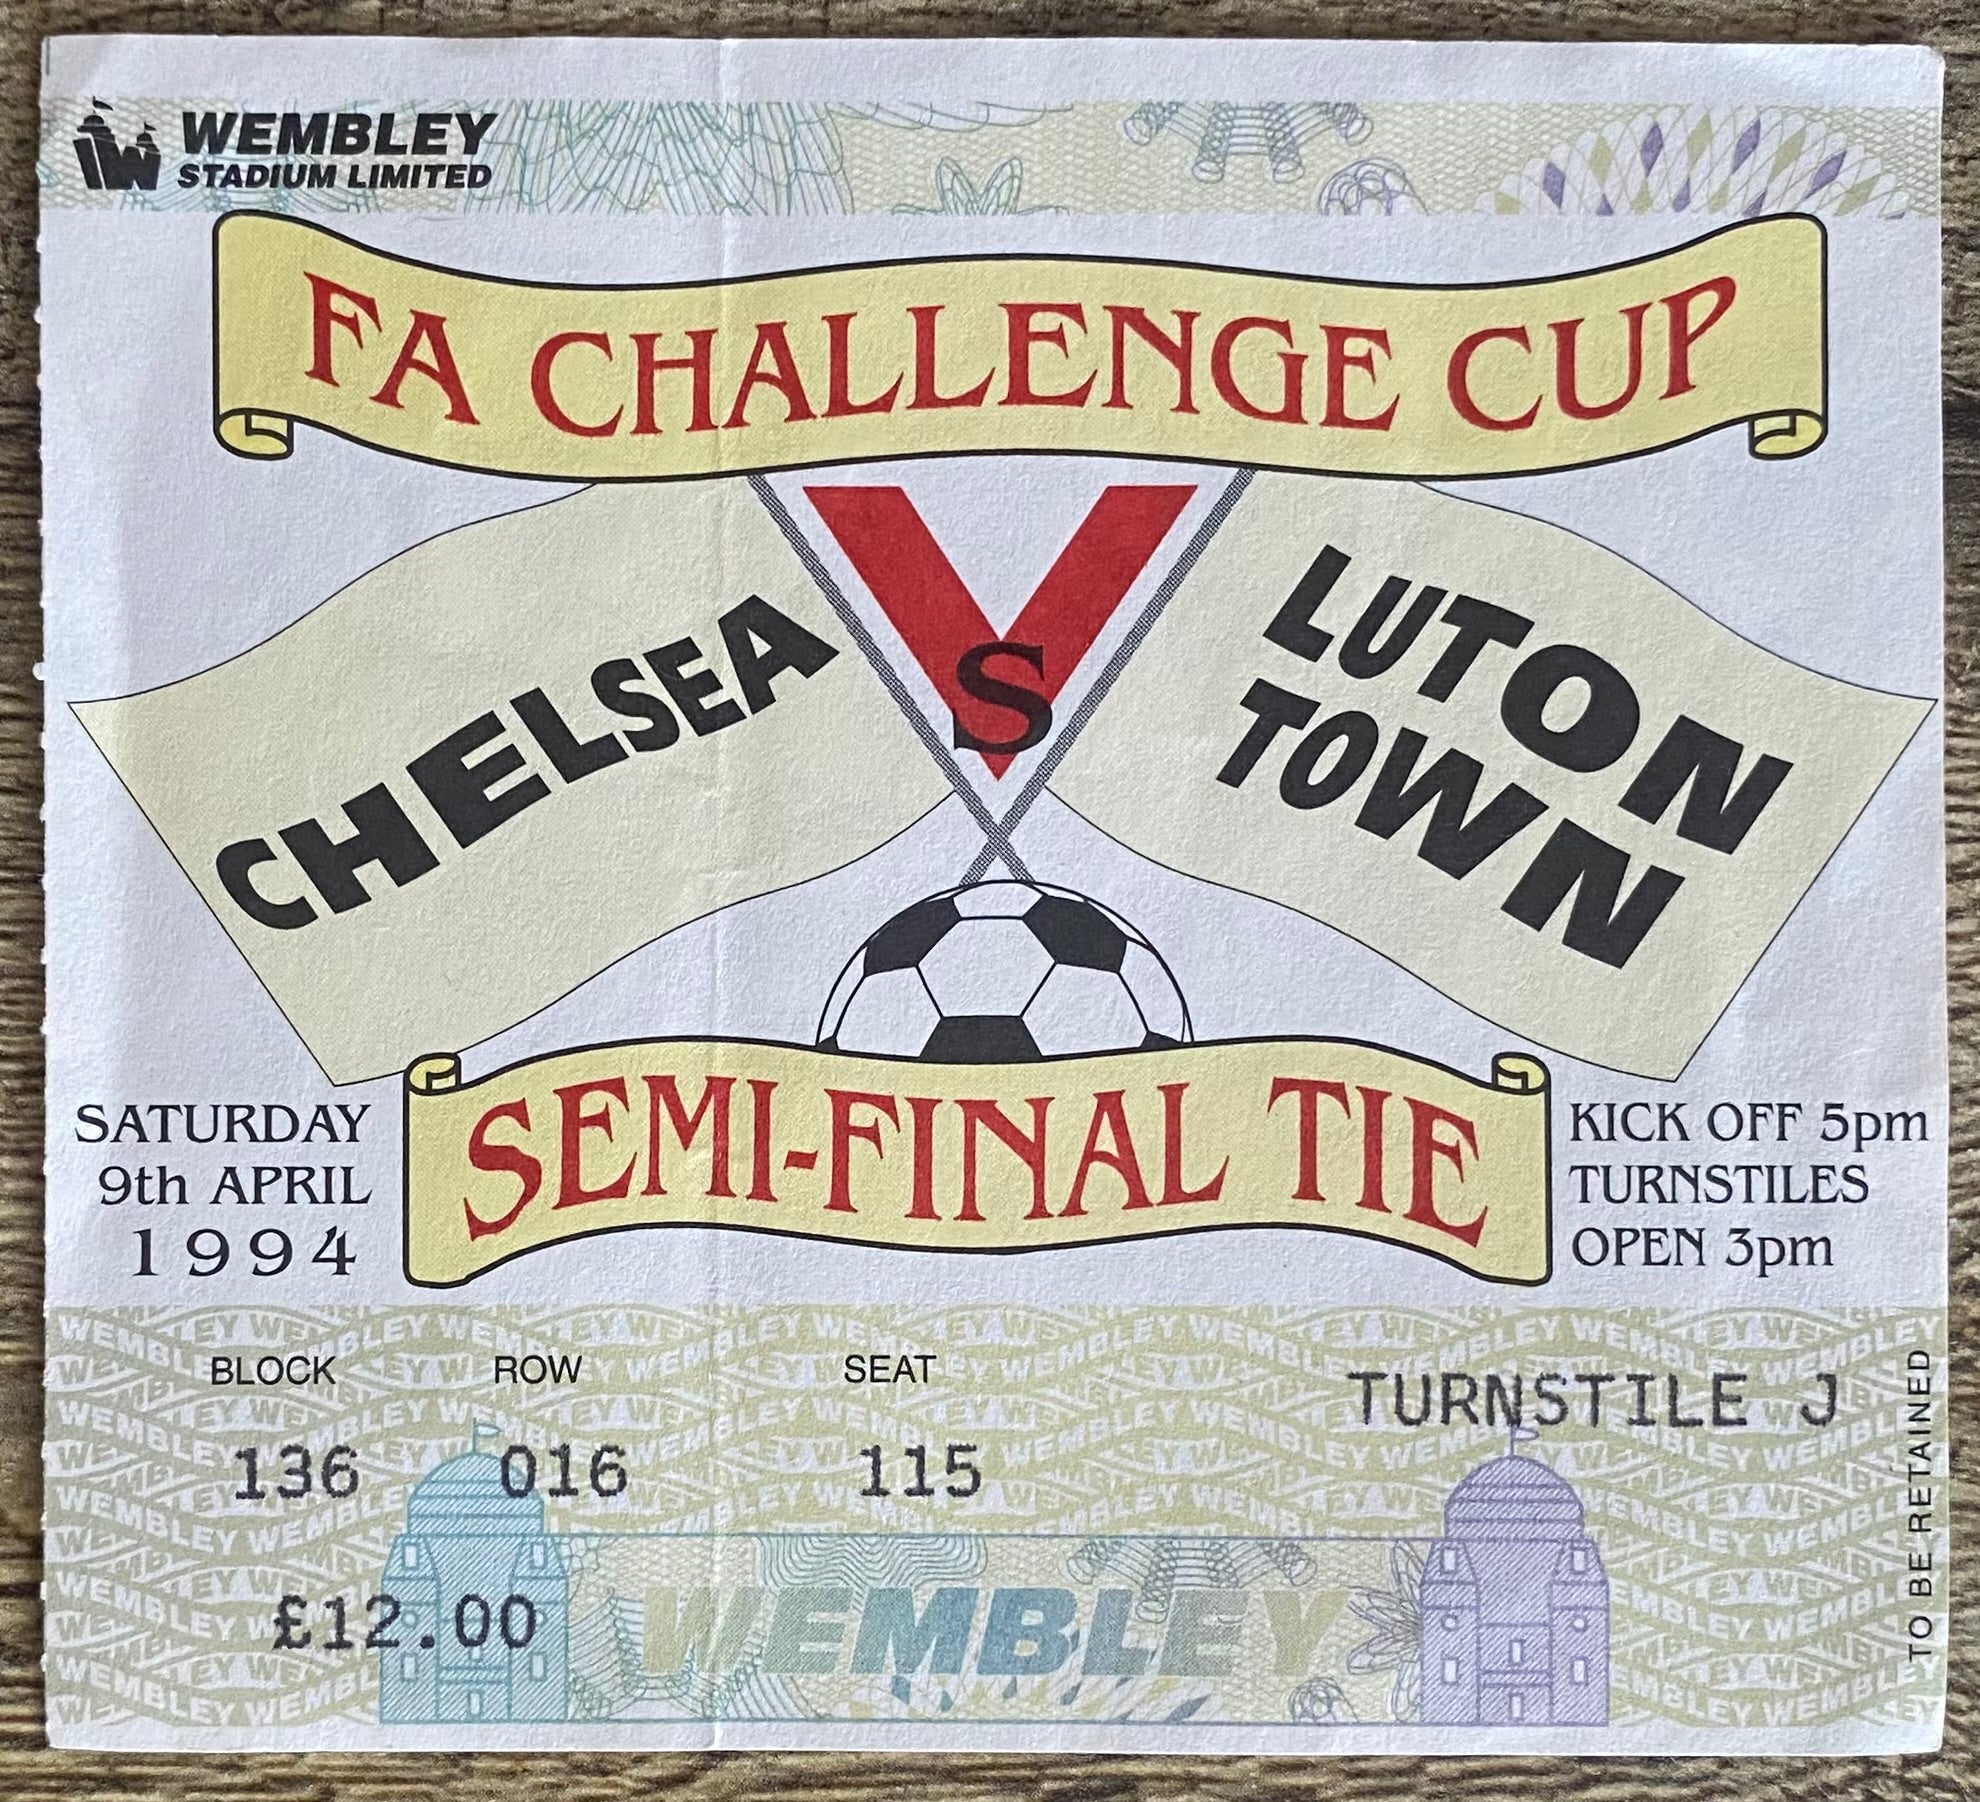 WEMBLEY
STADIUM LIMITED
FA CHALLENGE CUP
CHELSEA
Vs
LUTON
TOWN
SEMI-FINAL TIE
SATURDAY
9th APRIL
1994
KICK OFF 5pm
TURNSTILES
OPEN 3pm
BLOCK ROW SEAT
TURNSTILE J
136 016 115
£12.00
WEMBLEY
TO BE RETAINED